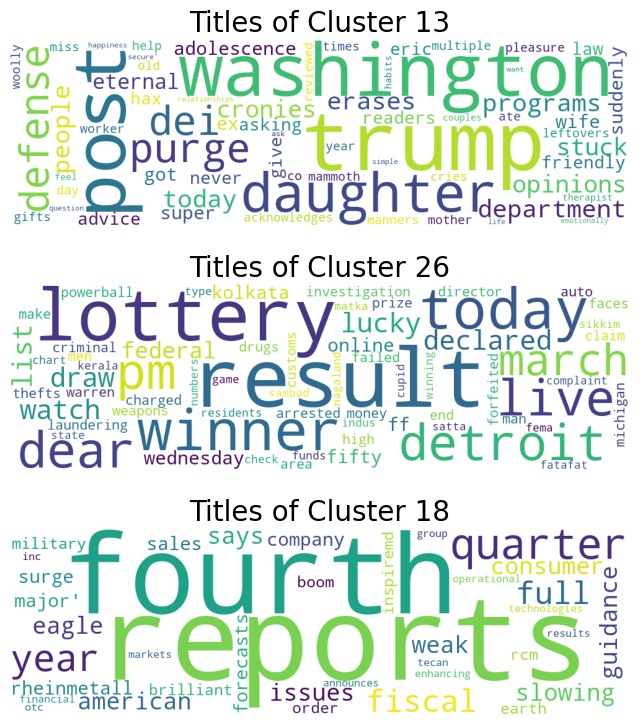 Titles of Cluster 13
woolly miss happiness help adolescence times eric multiple pleasure law
secure old washington reviewed habits
defense people post eternal hax relationships erases couples want programs suddenly
worker dei cronies readers ate wife
feel purge ex asking give trump leftovers stuck
year ask simple friendly
day got never co mammoth cries opinions
gifts question today daughter therapist
advice super acknowledges manners mother life department emotionally
Titles of Cluster 26
powerball type kolkata investigation director auto
make lottery matka prize today faces
list men criminal federal lucky sikkim claim
chart drugs customs online failed declared
kerala numbers nagaland winning march
draw pm game result cupid live
thefts warren sambad forfeited complaint
watch weapons charged residents arrested money end man fema michigan
laundering winner indus ff satta detroit
state high
dear wednesday check funds area fifty fatafat
Titles of Cluster 18
military sales says company group quarter
inc fourth inspiremd consumer
surge boom operational
major' reports full guidance
eagle forecasts technologies
year markets weak results
tecan rcm slowing
rheinmetall brilliant issues enhancing
financial american order fiscal
otc announces earth